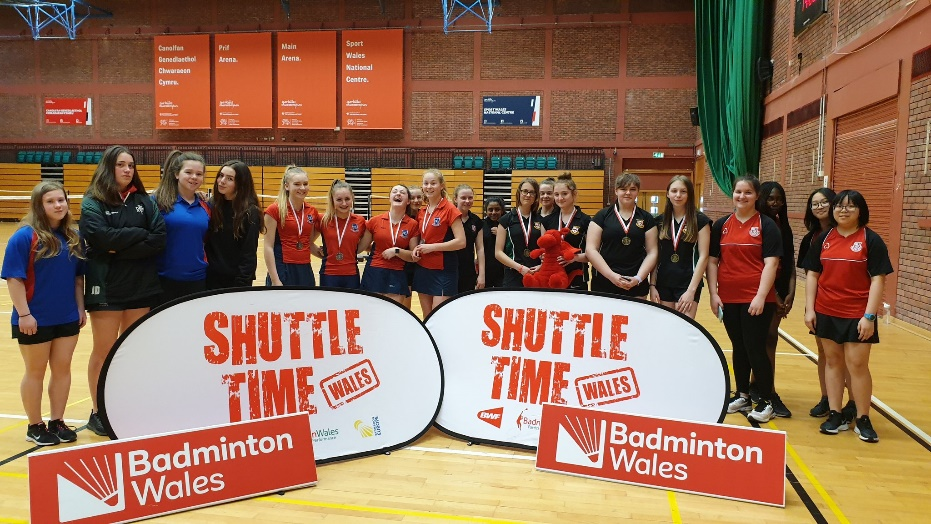 Canolfan
Genedlaethol
Chwaraeon
Cymru.
Prif
Arena.
Main
Arena.
Sport
Wales
National
Centre.
SHUTTLE
TIME
WALES
SHUTTLE
TIME
WALES
BWF
Badminton
Wales
Badminton
Wales